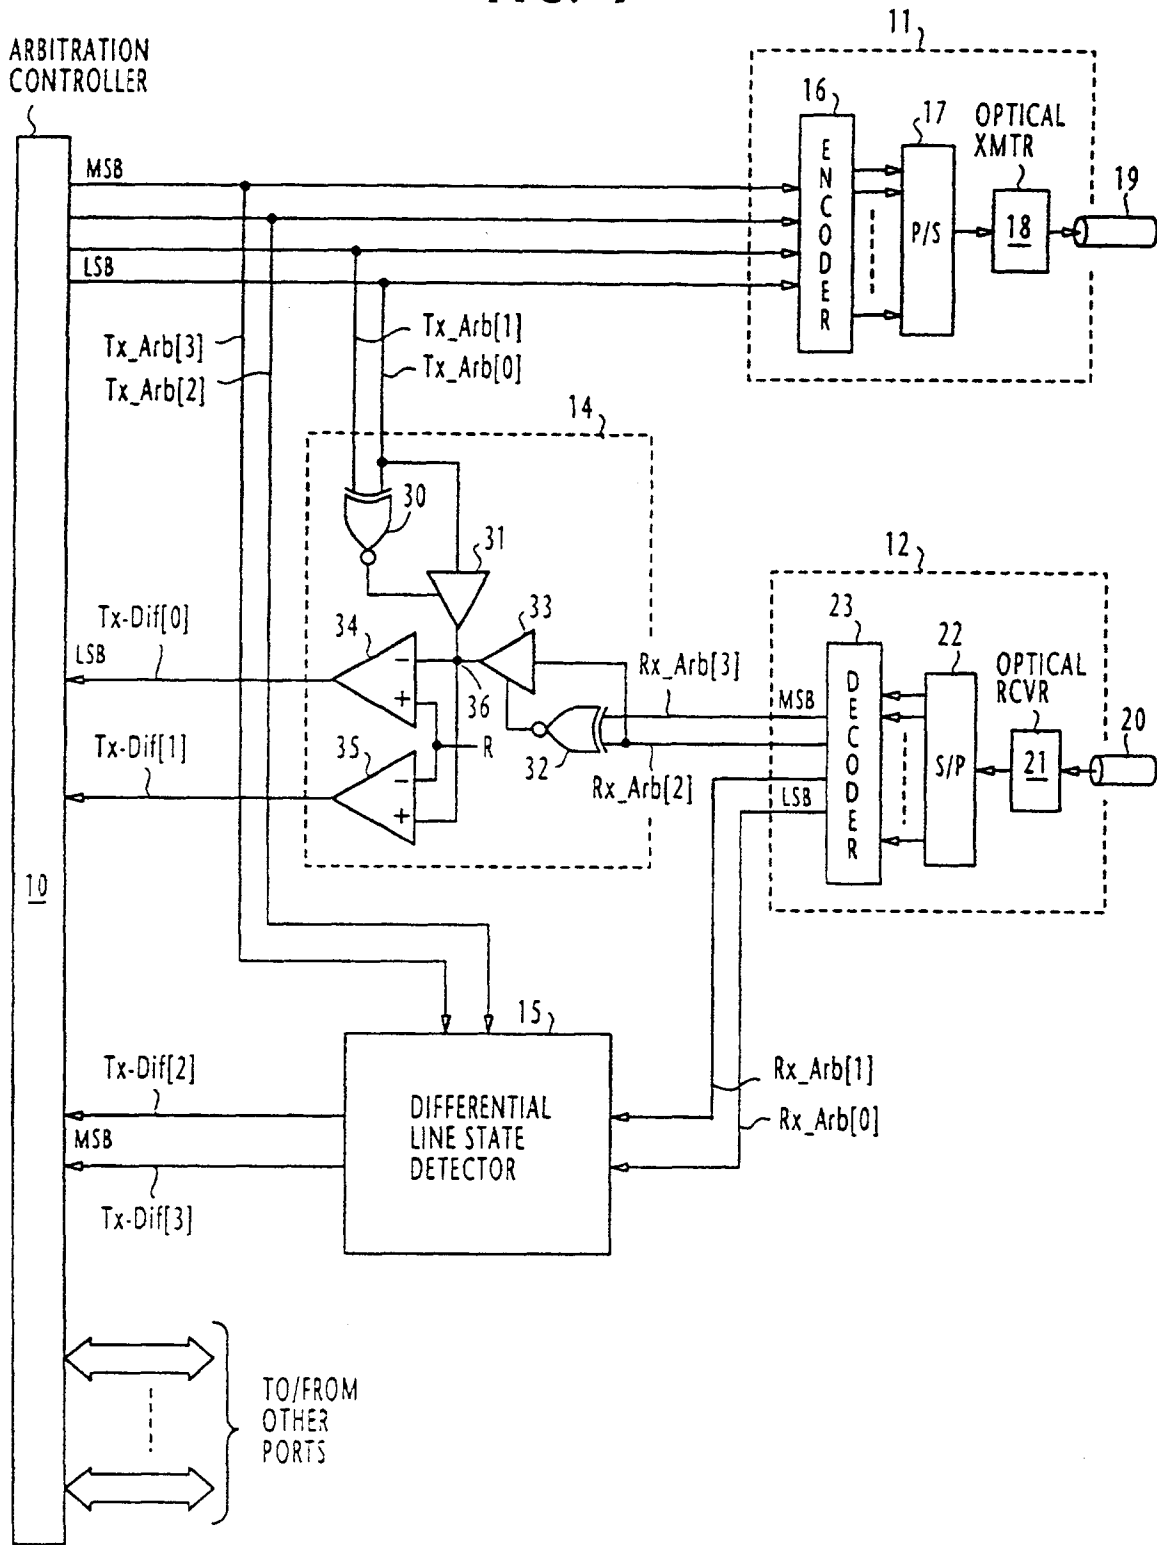 ARBITRATION
CONTROLLER
11
16
17
OPTICAL
XMTR
19
MSB
ENCODER
P/S
18
LSB
Tx_Arb[3]
Tx_Arb[2]
Tx_Arb[1]
Tx_Arb[0]
14
30
31
12
Tx-Dif[0]
34
33
23
22
OPTICAL
RCVR
LSB
Rx_Arb[3]
MSB
DECODER
S/P
21
20
36
Tx-Dif[1]
35
R
32
Rx_Arb[2]
LSB
10
15
Tx-Dif[2]
MSB
Tx-Dif[3]
DIFFERENTIAL
LINE STATE
DETECTOR
Rx_Arb[1]
Rx_Arb[0]
TO/FROM
OTHER
PORTS